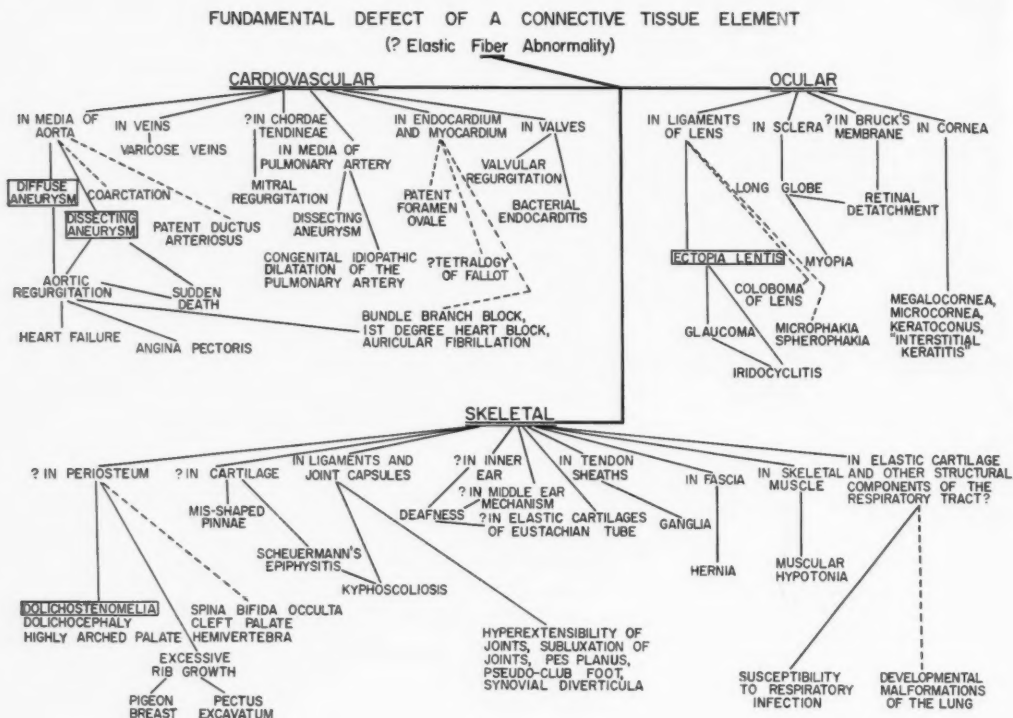 FUNDAMENTAL DEFECT OF A CONNECTIVE TISSUE ELEMENT
(? Elastic Fiber Abnormality)
CARDIOVASCULAR
IN MEDIA OF
AORTA
IN VEINS
VARICOSE VEINS
? IN CHORDAE
TENDINEAE
IN MEDIA OF
PULMONARY ARTERY
IN ENDOCARDIUM
AND MYOCARDIUM
IN VALVES
DIFFUSE
ANEURYSM
COARCTATION
DISSECTING
ANEURYSM
PATENT DUCTUS
ARTERIOSUS
MITRAL
REGURGITATION
DISSECTING
ANEURYSM
CONGENITAL IDIOPATHIC
DILATATION OF THE
PULMONARY ARTERY
PATENT
FORAMEN
OVALE
?TETRALOGY
OF FALLOT
VALVULAR
REGURGITATION
BACTERIAL
ENDOCARDITIS
AORTIC
REGURGITATION
SUDDEN
DEATH
HEART FAILURE
ANGINA PECTORIS
BUNDLE BRANCH BLOCK,
IST DEGREE HEART BLOCK,
AURICULAR FIBRILLATION
OCULAR
IN LIGAMENTS
OF LENS
IN SCLERA
? IN BRUCK'S
MEMBRANE
IN CORNEA
LONG GLOBE
RETINAL
DETATCHMENT
ECTOPIA LENTIS
MYOPIA
COLOBOMA
OF LENS
GLAUCOMA
MICROPHAKIA
SPHEROPHAKIA
IRIDOCYCLITIS
MEGALOCORNEA,
MICROCORNEA,
KERATOCONUS,
"INTERSTITIAL
KERATITIS"
SKELETAL
? IN PERIOSTEUM
? IN CARTILAGE
IN LIGAMENTS AND
JOINT CAPSULES
? IN INNER
EAR
? IN MIDDLE EAR
MECHANISM
? IN ELASTIC CARTILAGES
OF EUSTACHIAN TUBE
IN TENDON
SHEATHS
IN FASCIA
IN SKELETAL
MUSCLE
IN ELASTIC CARTILAGE
AND OTHER STRUCTURAL
COMPONENTS OF THE
RESPIRATORY TRACT?
MIS-SHAPED
PINNAE
DEAFNESS
GANGLIA
SCHEUERMANN'S
EPIPHYSITIS
KYPHOSCOLIOSIS
HERNIA
MUSCULAR
HYPOTONIA
DOLICHOSTENOMELIA
DOLICHOCEPHALY
HIGHLY ARCHED PALATE
SPINA BIFIDA OCCULTA
CLEFT PALATE
HEMIVERTEBRA
EXCESSIVE
RIB GROWTH
PIGEON
BREAST
PECTUS
EXCAVATUM
HYPEREXTENSIBILITY OF
JOINTS, SUBLUXATION OF
JOINTS, PES PLANUS,
PSEUDO-CLUB FOOT,
SYNOVIAL DIVERTICULA
SUSCEPTIBILITY
TO RESPIRATORY
INFECTION
DEVELOPMENTAL
MALFORMATIONS
OF THE LUNG